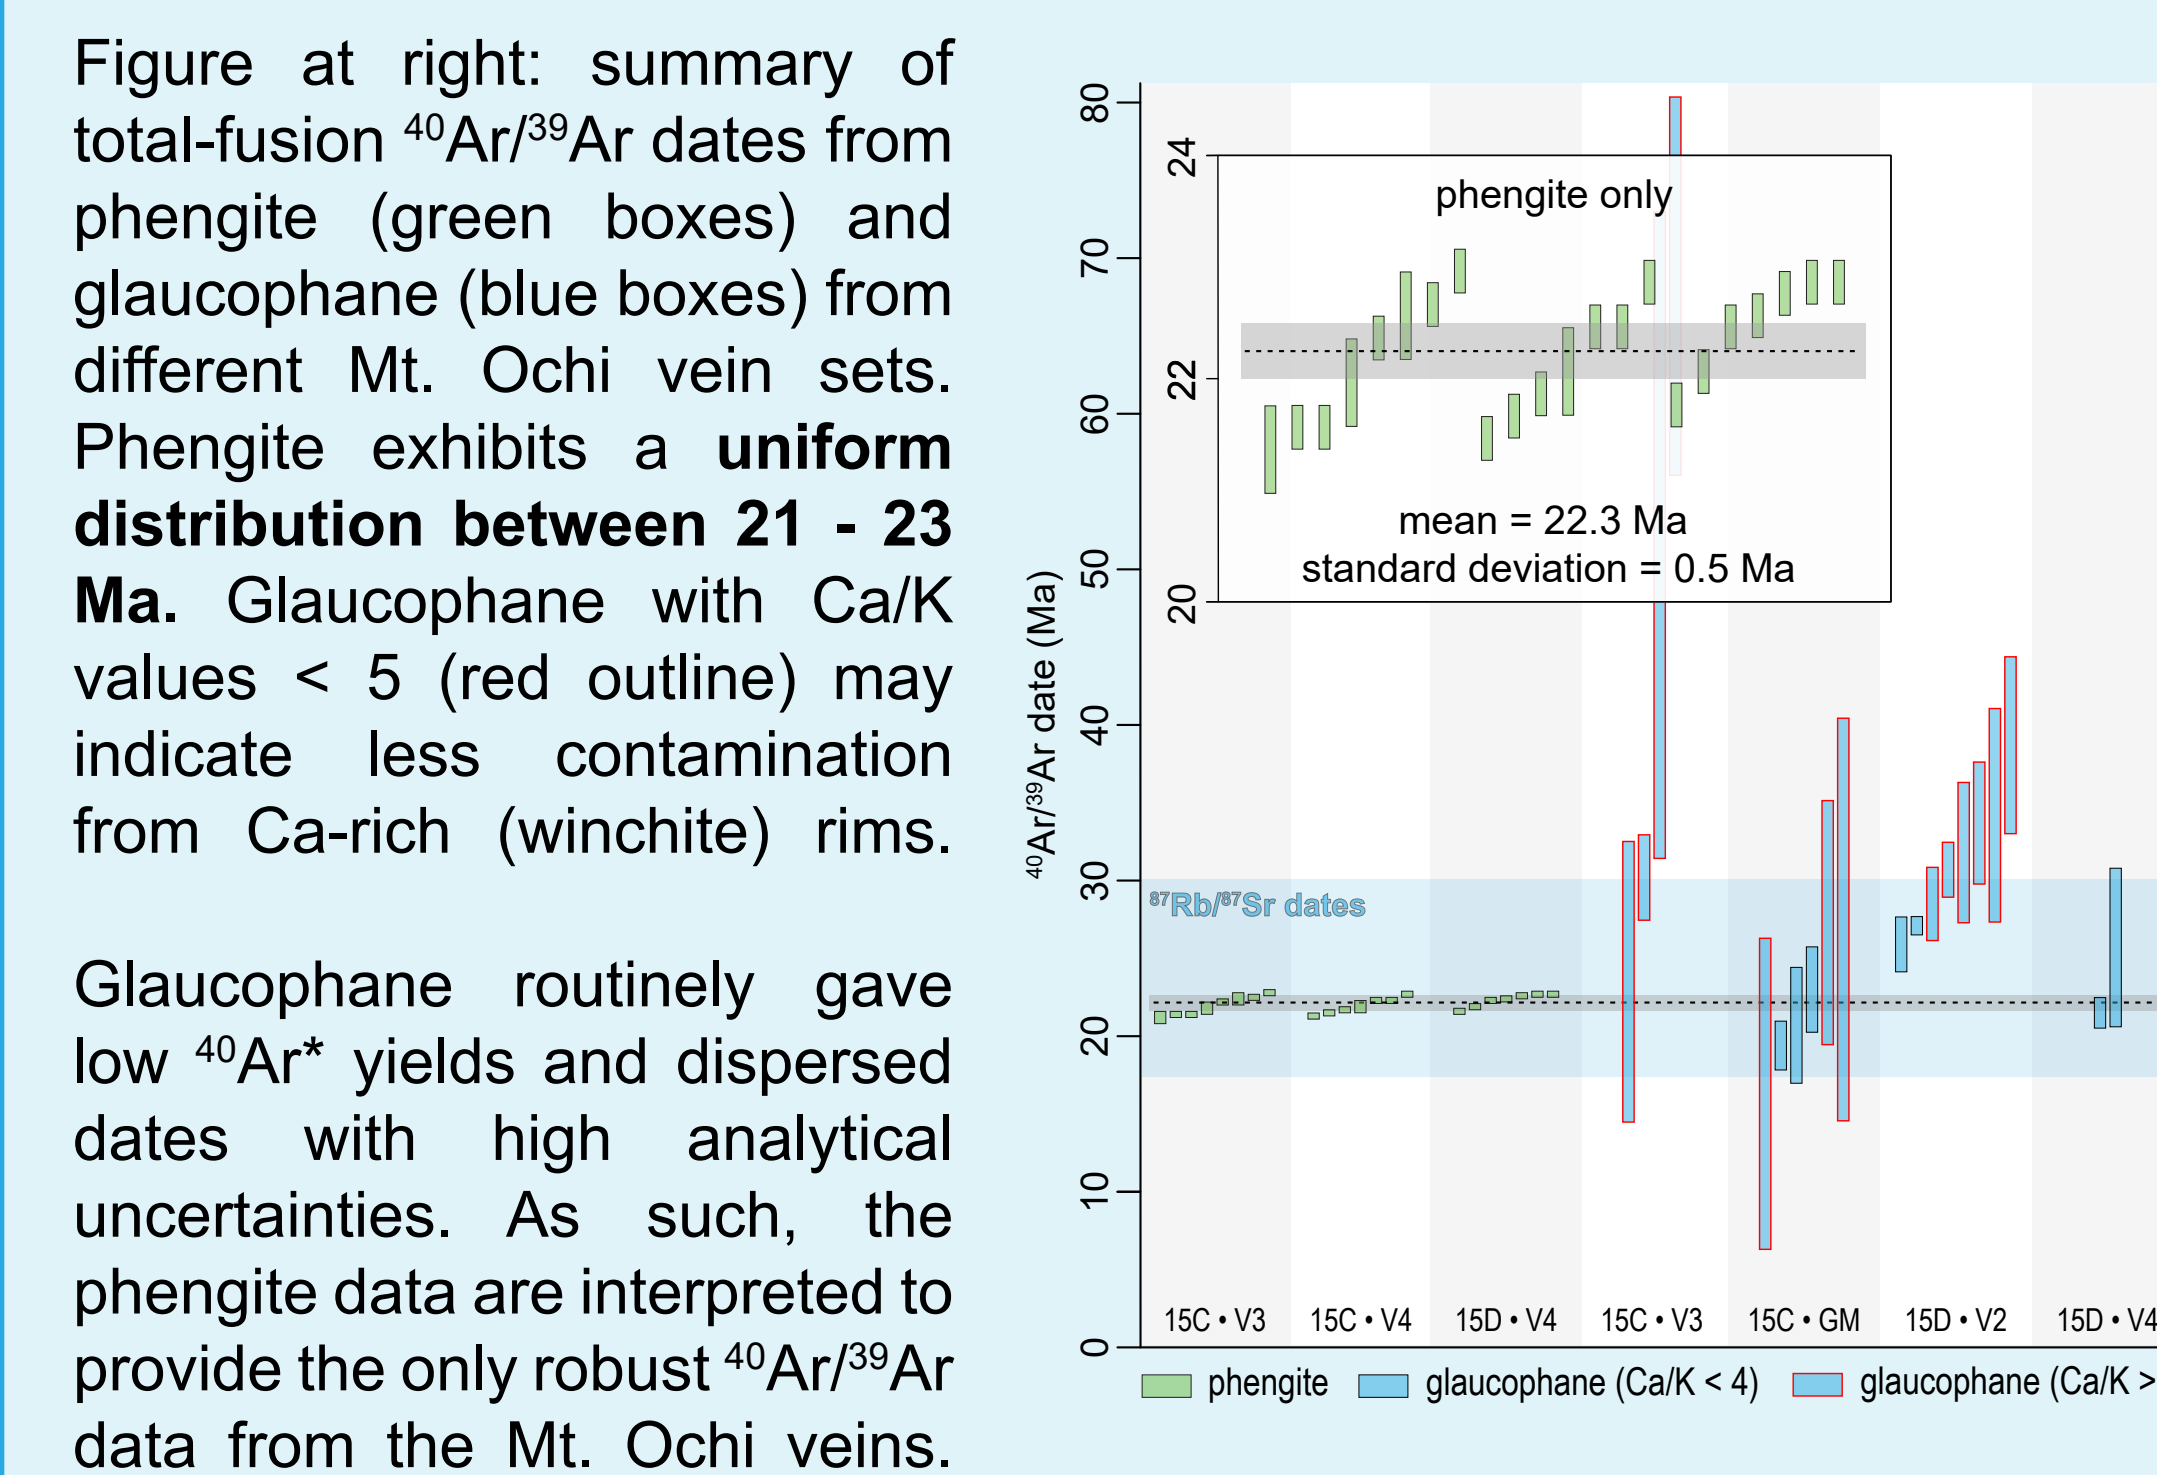 Figure at right: summary of
total-fusion ⁴⁰Ar/³⁹Ar dates from
phengite (green boxes) and
glaucophane (blue boxes) from
different Mt. Ochi vein sets.
Phengite exhibits a uniform
distribution between 21 - 23
Ma. Glaucophane with Ca/K
values < 5 (red outline) may
indicate less contamination
from Ca-rich (winchite) rims.
Glaucophane routinely gave
low ⁴⁰Ar* yields and dispersed
dates with high analytical
uncertainties. As such, the
phengite data are interpreted to
provide the only robust ⁴⁰Ar/³⁹Ar
data from the Mt. Ochi veins.
⁴⁰Ar/³⁹Ar date (Ma)
80
70
60
50
40
30
20
10
0
24
22
20
phengite only
mean = 22.3 Ma
standard deviation = 0.5 Ma
⁸⁷Rb/⁸⁷Sr dates
15C • V3
15C • V4
15D • V4
15C • V3
15C • GM
15D • V2
15D • V4
phengite
glaucophane (Ca/K < 4)
glaucophane (Ca/K >